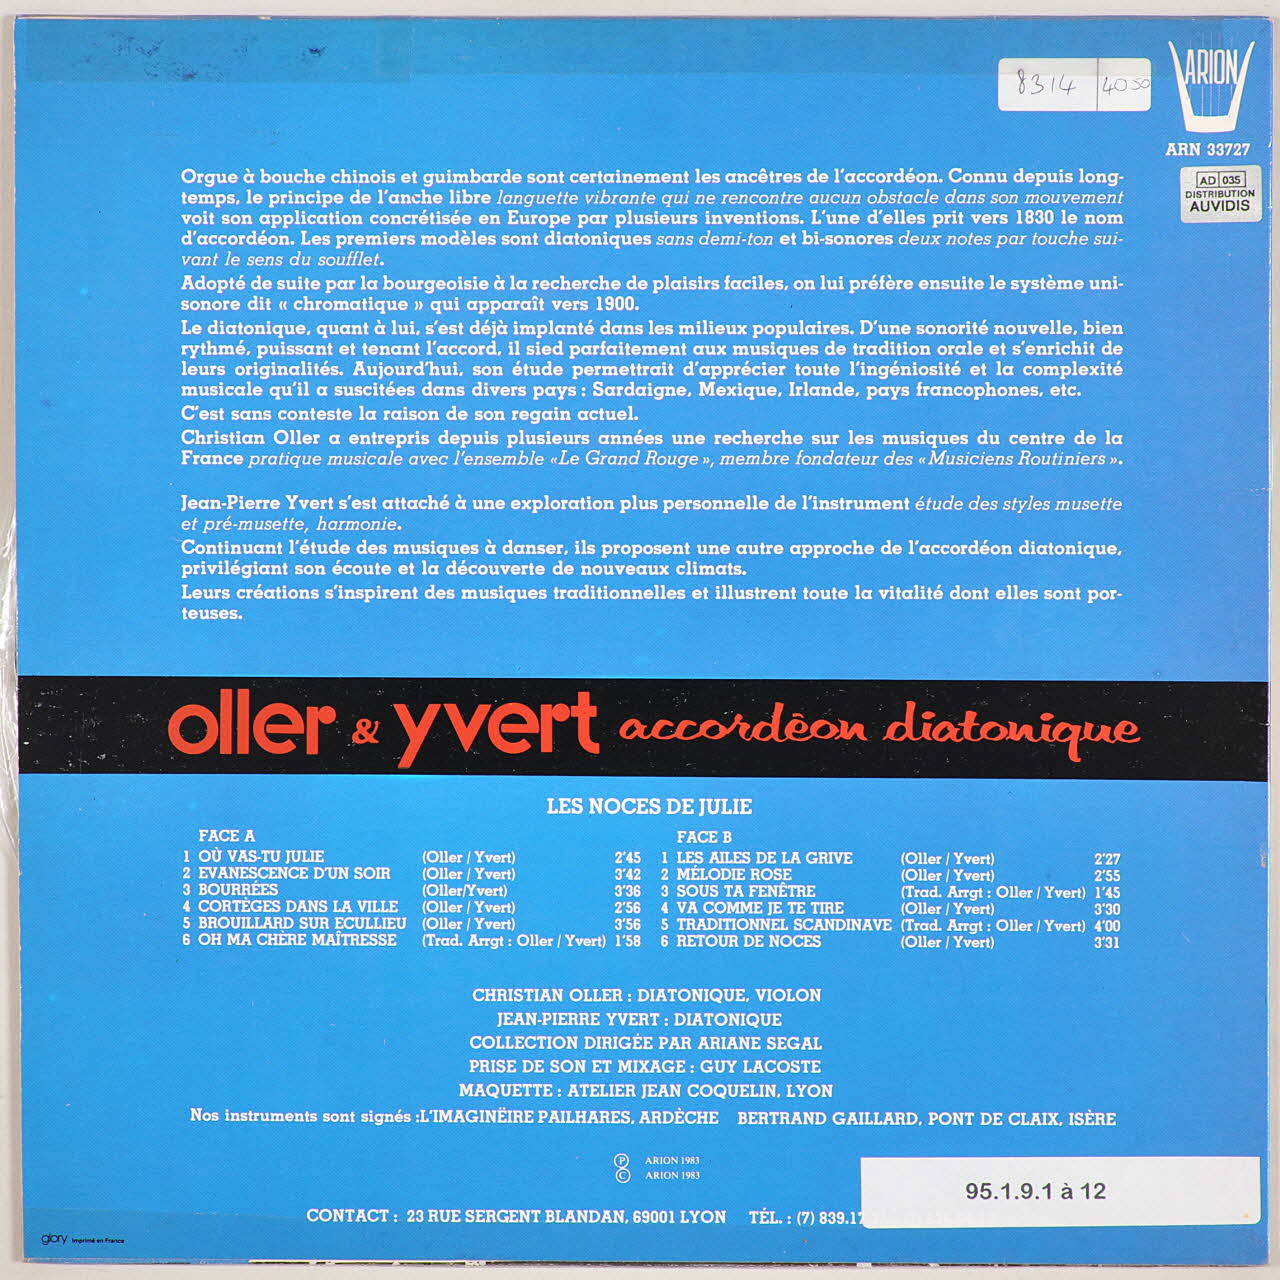 8314 4050
ARION
ARN 33727
AD 035
DISTRIBUTION
AUVIDIS
Orgue à bouche chinois et guimbarde sont certainement les ancêtres de l'accordéon. Connu depuis long-
temps, le principe de l'anche libre languette vibrante qui ne rencontre aucun obstacle dans son mouvement
voit son application concrétisée en Europe par plusieurs inventions. L'une d'elles prit vers 1830 le nom
d'accordéon. Les premiers modèles sont diatoniques sans demi-ton et bi-sonores deux notes par touche sui-
vant le sens du soufflet.
Adopté de suite par la bourgeoisie à la recherche de plaisirs faciles, on lui préfère ensuite le système uni-
sonore dit « chromatique » qui apparaît vers 1900.
Le diatonique, quant à lui, s'est déjà implanté dans les milieux populaires. D'une sonorité nouvelle, bien
rythmé, puissant et tenant l'accord, il sied parfaitement aux musiques de tradition orale et s'enrichit de
leurs originalités. Aujourd'hui, son étude permettrait d'apprécier toute l'ingéniosité et la complexité
musicale qu'il a suscitées dans divers pays : Sardaigne, Mexique, Irlande, pays francophones, etc.
C'est sans conteste la raison de son regain actuel.
Christian Oller a entrepris depuis plusieurs années une recherche sur les musiques du centre de la
France pratique musicale avec l'ensemble «Le Grand Rouge», membre fondateur des «Musiciens Routiniers».
Jean-Pierre Yvert s'est attaché à une exploration plus personnelle de l'instrument étude des styles musette
et pré-musette, harmonie.
Continuant l'étude des musiques à danser, ils proposent une autre approche de l'accordéon diatonique,
privilégiant son écoute et la découverte de nouveaux climats.
Leurs créations s'inspirent des musiques traditionnelles et illustrent toute la vitalité dont elles sont por-
teuses.
oller & yvert accordéon diatonique
LES NOCES DE JULIE
FACE A
1 OÙ VAS-TU JULIE (Oller / Yvert) 2'45
2 EVANESCENCE D'UN SOIR (Oller / Yvert) 3'42
3 BOURRÉES (Oller/Yvert) 3'36
4 CORTÈGES DANS LA VILLE (Oller / Yvert) 2'56
5 BROUILLARD SUR ECULLIEU (Oller / Yvert) 3'56
6 OH MA CHÈRE MAÎTRESSE (Trad. Arrgt : Oller / Yvert) 1'58
FACE B
1 LES AILES DE LA GRIVE (Oller / Yvert) 2'27
2 MÉLODIE ROSE (Oller / Yvert) 2'55
3 SOUS TA FENÊTRE (Trad. Arrgt : Oller / Yvert) 1'45
4 VA COMME JE TE TIRE (Oller / Yvert) 3'30
5 TRADITIONNEL SCANDINAVE (Trad. Arrgt : Oller / Yvert) 4'00
6 RETOUR DE NOCES (Oller / Yvert) 3'31
CHRISTIAN OLLER : DIATONIQUE, VIOLON
JEAN-PIERRE YVERT : DIATONIQUE
COLLECTION DIRIGÉE PAR ARIANE SEGAL
PRISE DE SON ET MIXAGE : GUY LACOSTE
MAQUETTE : ATELIER JEAN COQUELIN, LYON
Nos instruments sont signés : L'IMAGINËIRE PAILHARES, ARDÈCHE BERTRAND GAILLARD, PONT DE CLAIX, ISÈRE
Ⓟ ARION 1983
© ARION 1983
95.1.9.1 à 12
CONTACT : 23 RUE SERGENT BLANDAN, 69001 LYON TÉL. : (7) 839.17
glory Imprimé en France